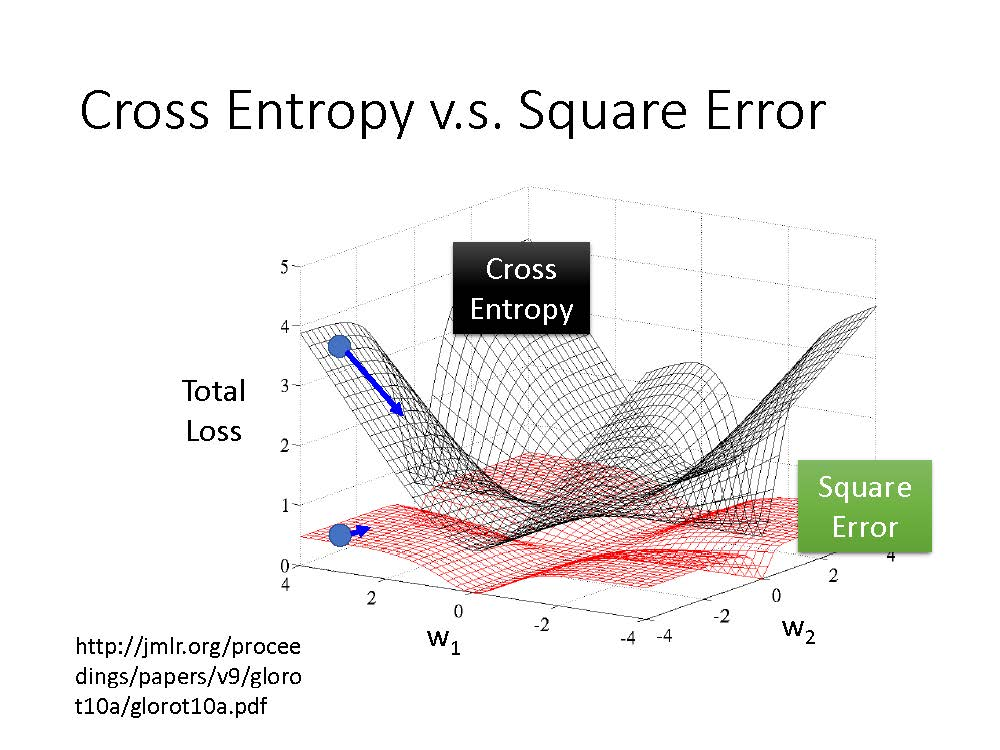 Cross Entropy v.s. Square Error
Cross
Entropy
5
4
3
2
1
0
Total
Loss
Square
Error
4
2
0
-2
-4
w1
-4
-2
0
2
4
w2
http://jmlr.org/procee
dings/papers/v9/gloro
t10a/glorot10a.pdf